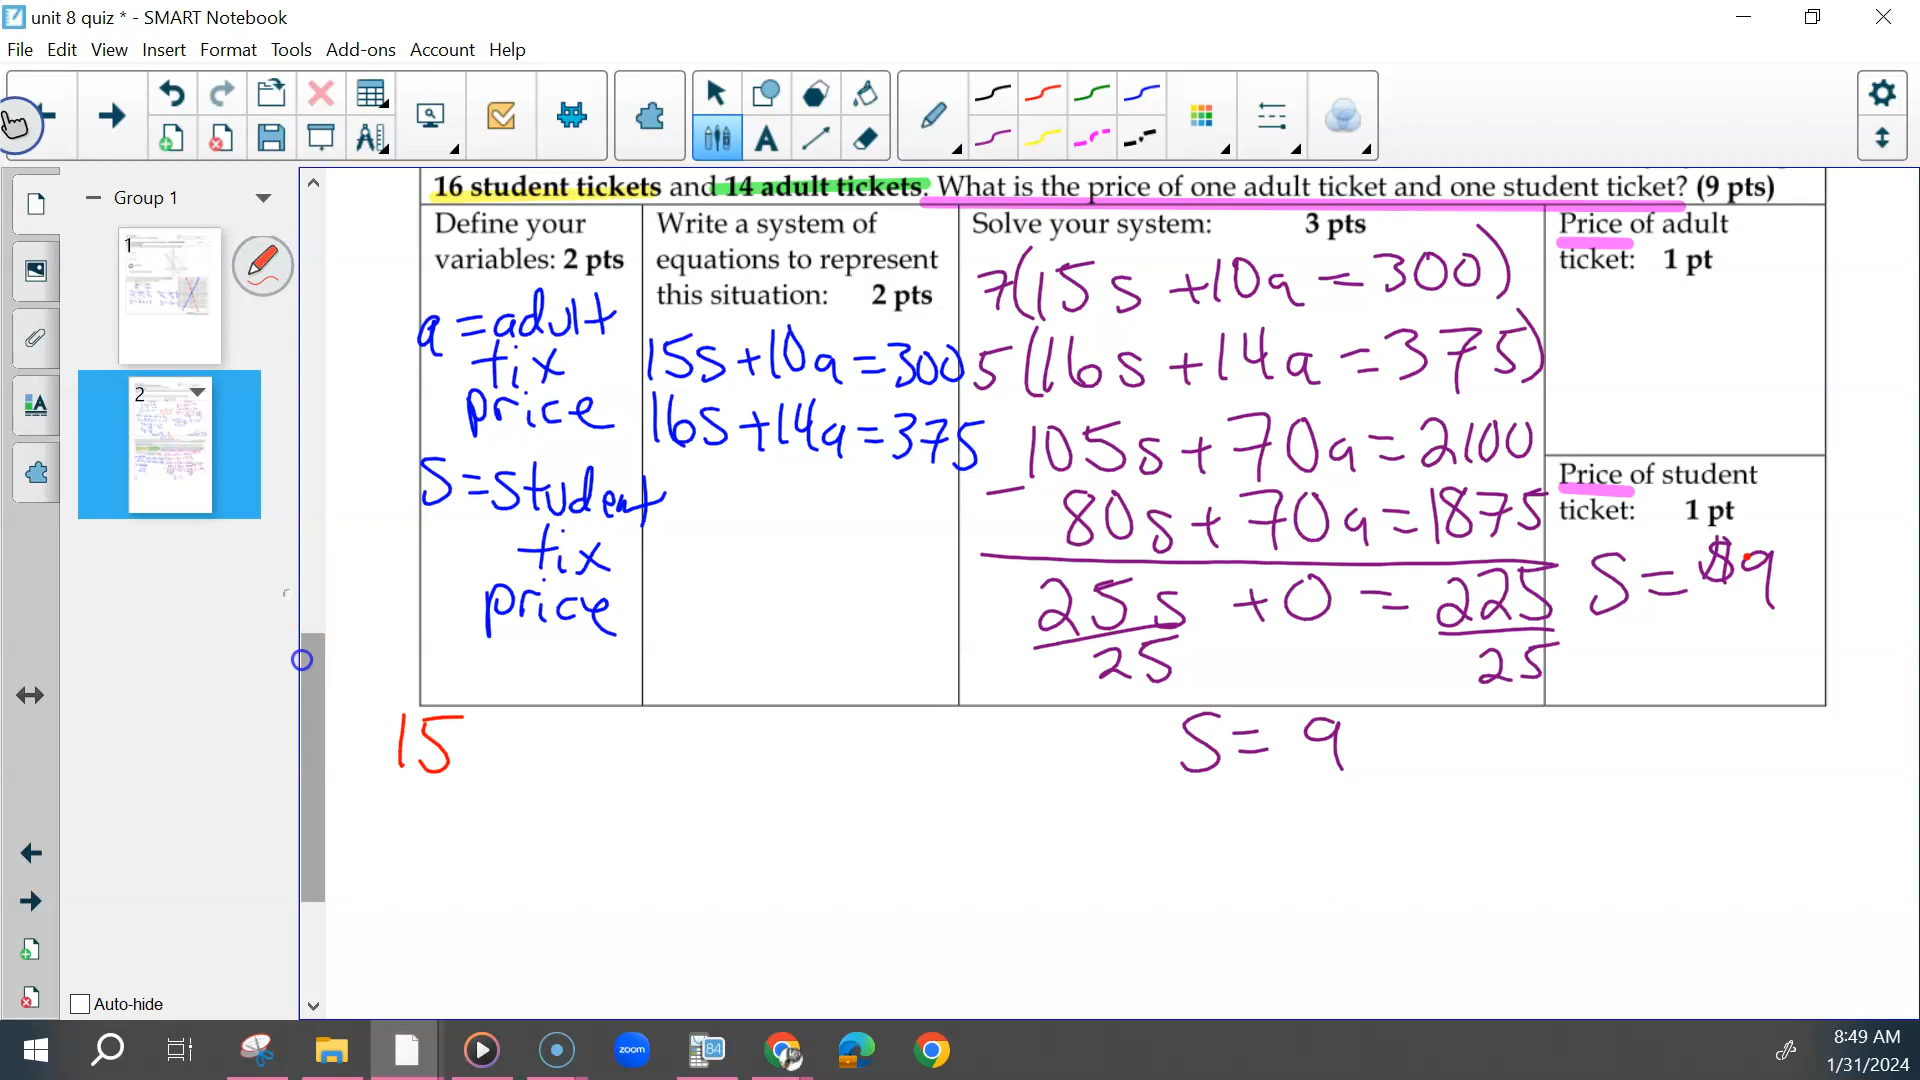 unit 8 quiz * - SMART Notebook
File Edit View Insert Format Tools Add-ons Account Help
Group 1
1
2
Auto-hide
16 student tickets and 14 adult tickets. What is the price of one adult ticket and one student ticket? (9 pts)
Define your variables: 2 pts
a = adult
tix
price
S = student
tix
price
Write a system of
equations to represent
this situation: 2 pts
15s + 10a = 300
16s + 14a = 375
Solve your system: 3 pts
7(15s + 10a = 300)
5(16s + 14a = 375)
105s + 70a = 2100
- 80s + 70a = 1875
25s + 0 = 225
25 25
S = 9
Price of adult
ticket: 1 pt
Price of student
ticket: 1 pt
S = $9
15
zoom
84
8:49 AM
1/31/2024